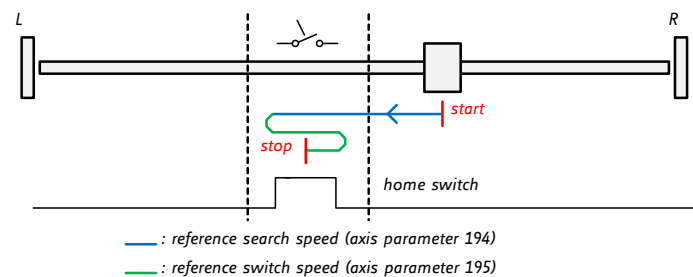 L
R
start
stop
home switch
: reference search speed (axis parameter 194)
: reference switch speed (axis parameter 195)